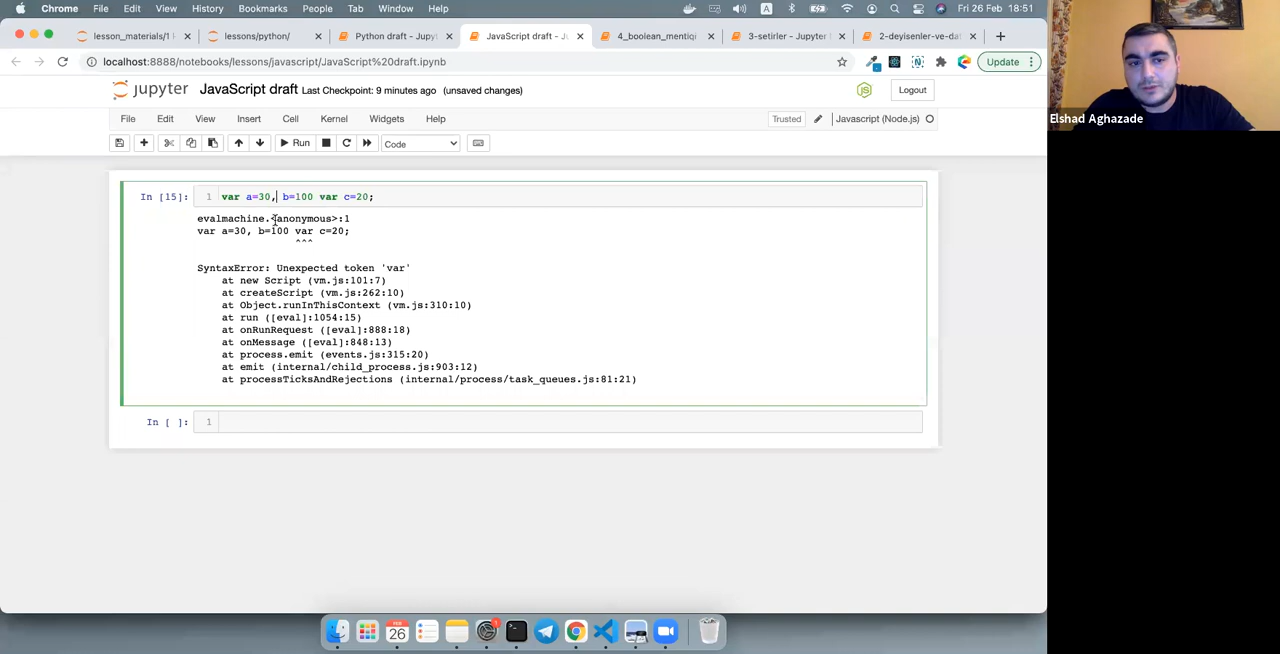 Chrome File Edit View History Bookmarks People Tab Window Help A Fri 26 Feb 18:51
lesson_materials/1 lessons/python/ Python draft - Jupyt JavaScript draft - Ju 4_boolean_mentiqi 3-setirler - Jupyter 2-deyisenler-ve-dat
localhost:8888/notebooks/lessons/javascript/JavaScript%20draft.ipynb Update
jupyter JavaScript draft Last Checkpoint: 9 minutes ago (unsaved changes) Logout
File Edit View Insert Cell Kernel Widgets Help Trusted Javascript (Node.js)
Run Code
In [15]: 1 var a=30, b=100 var c=20;
evalmachine.<anonymous>:1
var a=30, b=100 var c=20;
^^^
SyntaxError: Unexpected token 'var'
at new Script (vm.js:101:7)
at createScript (vm.js:262:10)
at Object.runInThisContext (vm.js:310:10)
at run ([eval]:1054:15)
at onRunRequest ([eval]:888:18)
at onMessage ([eval]:848:13)
at process.emit (events.js:315:20)
at emit (internal/child_process.js:903:12)
at processTicksAndRejections (internal/process/task_queues.js:81:21)
In [ ]: 1
Elshad Aghazade
FEB
26
1